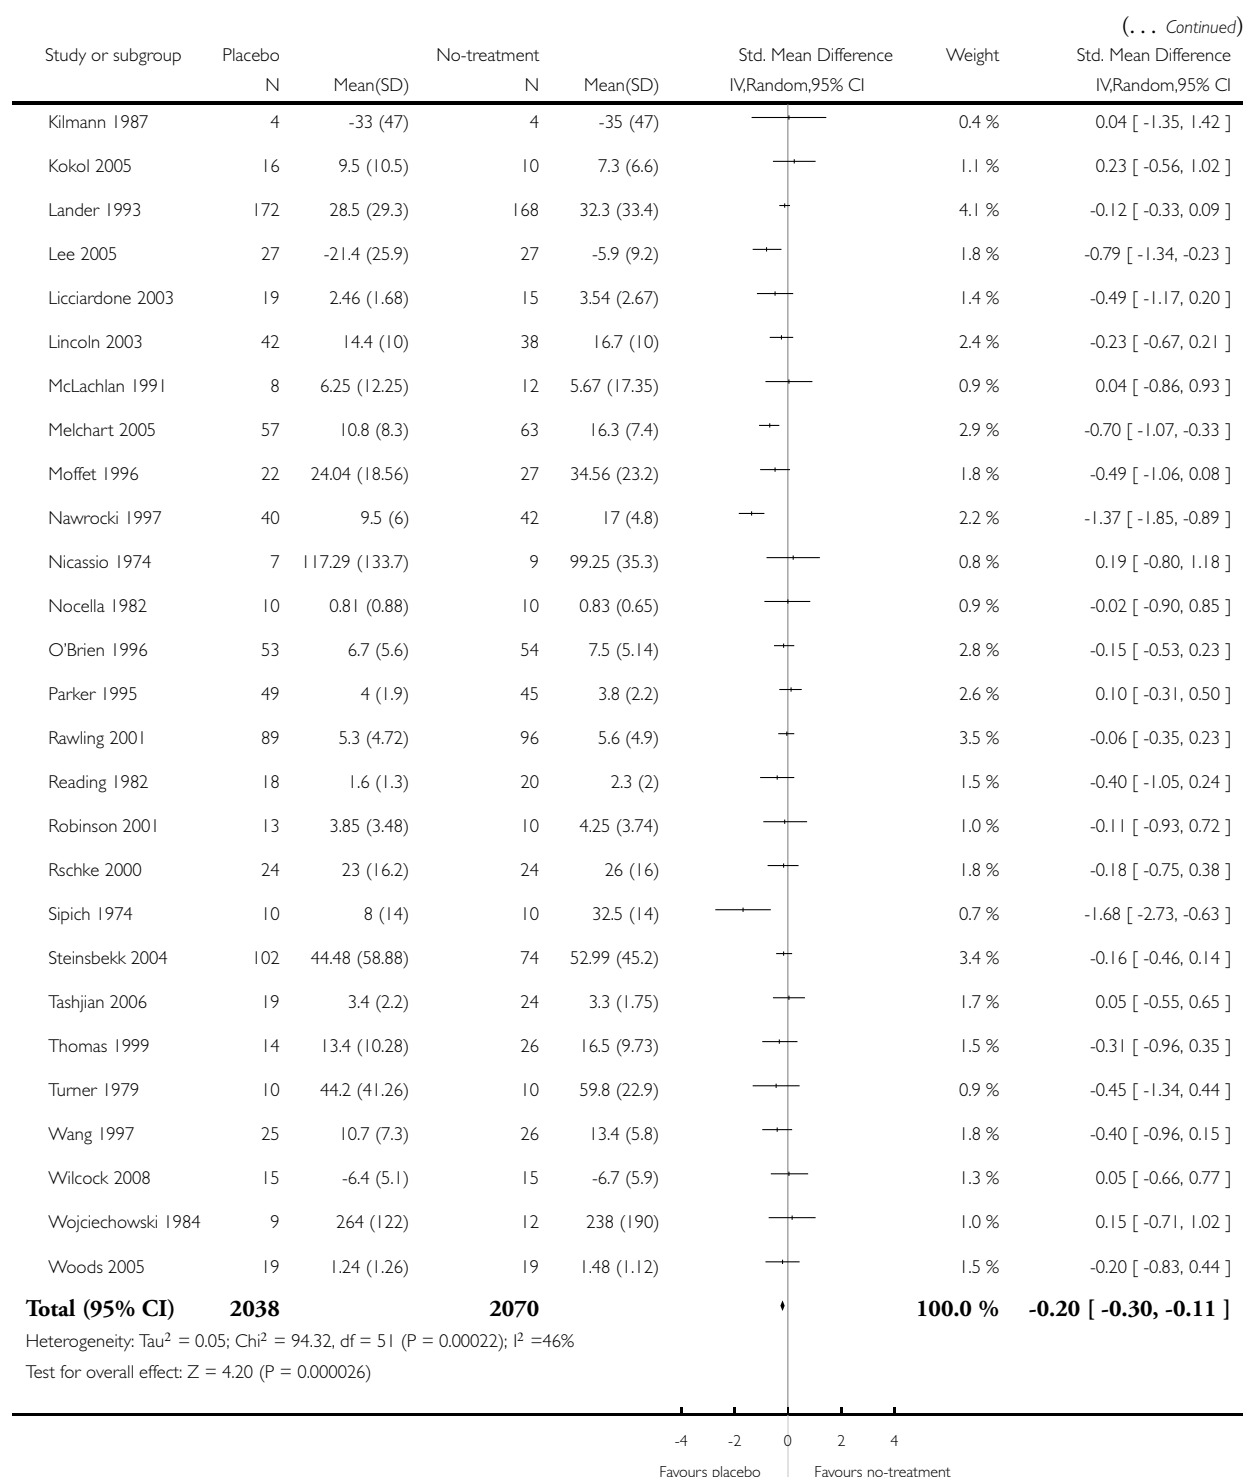 (... Continued)
Study or subgroup Placebo No-treatment Std. Mean Difference Weight Std. Mean Difference
N Mean(SD) N Mean(SD) IV,Random,95% CI IV,Random,95% CI
Kilmann 1987 4 -33 (47) 4 -35 (47) 0.4 % 0.04 [ -1.35, 1.42 ]
Kokol 2005 16 9.5 (10.5) 10 7.3 (6.6) 1.1 % 0.23 [ -0.56, 1.02 ]
Lander 1993 172 28.5 (29.3) 168 32.3 (33.4) 4.1 % -0.12 [ -0.33, 0.09 ]
Lee 2005 27 -21.4 (25.9) 27 -5.9 (9.2) 1.8 % -0.79 [ -1.34, -0.23 ]
Licciardone 2003 19 2.46 (1.68) 15 3.54 (2.67) 1.4 % -0.49 [ -1.17, 0.20 ]
Lincoln 2003 42 14.4 (10) 38 16.7 (10) 2.4 % -0.23 [ -0.67, 0.21 ]
McLachlan 1991 8 6.25 (12.25) 12 5.67 (17.35) 0.9 % 0.04 [ -0.86, 0.93 ]
Melchart 2005 57 10.8 (8.3) 63 16.3 (7.4) 2.9 % -0.70 [ -1.07, -0.33 ]
Moffet 1996 22 24.04 (18.56) 27 34.56 (23.2) 1.8 % -0.49 [ -1.06, 0.08 ]
Nawrocki 1997 40 9.5 (6) 42 17 (4.8) 2.2 % -1.37 [ -1.85, -0.89 ]
Nicassio 1974 7 117.29 (133.7) 9 99.25 (35.3) 0.8 % 0.19 [ -0.80, 1.18 ]
Nocella 1982 10 0.81 (0.88) 10 0.83 (0.65) 0.9 % -0.02 [ -0.90, 0.85 ]
O'Brien 1996 53 6.7 (5.6) 54 7.5 (5.14) 2.8 % -0.15 [ -0.53, 0.23 ]
Parker 1995 49 4 (1.9) 45 3.8 (2.2) 2.6 % 0.10 [ -0.31, 0.50 ]
Rawling 2001 89 5.3 (4.72) 96 5.6 (4.9) 3.5 % -0.06 [ -0.35, 0.23 ]
Reading 1982 18 1.6 (1.3) 20 2.3 (2) 1.5 % -0.40 [ -1.05, 0.24 ]
Robinson 2001 13 3.85 (3.48) 10 4.25 (3.74) 1.0 % -0.11 [ -0.93, 0.72 ]
Rschke 2000 24 23 (16.2) 24 26 (16) 1.8 % -0.18 [ -0.75, 0.38 ]
Sipich 1974 10 8 (14) 10 32.5 (14) 0.7 % -1.68 [ -2.73, -0.63 ]
Steinsbekk 2004 102 44.48 (58.88) 74 52.99 (45.2) 3.4 % -0.16 [ -0.46, 0.14 ]
Tashjian 2006 19 3.4 (2.2) 24 3.3 (1.75) 1.7 % 0.05 [ -0.55, 0.65 ]
Thomas 1999 14 13.4 (10.28) 26 16.5 (9.73) 1.5 % -0.31 [ -0.96, 0.35 ]
Turner 1979 10 44.2 (41.26) 10 59.8 (22.9) 0.9 % -0.45 [ -1.34, 0.44 ]
Wang 1997 25 10.7 (7.3) 26 13.4 (5.8) 1.8 % -0.40 [ -0.96, 0.15 ]
Wilcock 2008 15 -6.4 (5.1) 15 -6.7 (5.9) 1.3 % 0.05 [ -0.66, 0.77 ]
Wojciechowski 1984 9 264 (122) 12 238 (190) 1.0 % 0.15 [ -0.71, 1.02 ]
Woods 2005 19 1.24 (1.26) 19 1.48 (1.12) 1.5 % -0.20 [ -0.83, 0.44 ]
Total (95% CI) 2038 2070 100.0 % -0.20 [ -0.30, -0.11 ]
Heterogeneity: Tau² = 0.05; Chi² = 94.32, df = 51 (P = 0.00022); I² =46%
Test for overall effect: Z = 4.20 (P = 0.000026)
-4 -2 0 2 4
Favours placebo Favours no-treatment